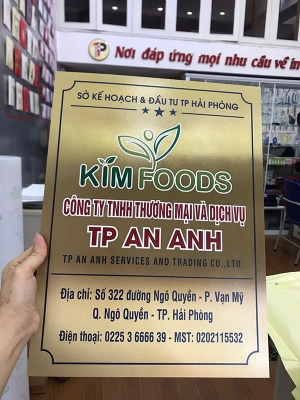 TP
Nơi đáp ứng mọi nhu cầu về in
SỞ KẾ HOẠCH & ĐẦU TƯ TP HẢI PHÒNG
KIM FOODS
CÔNG TY TNHH THƯƠNG MẠI VÀ DỊCH VỤ
TP AN ANH
TP AN ANH SERVICES AND TRADING CO.,LTD.
Địa chỉ: Số 322 đường Ngô Quyền - P. Vạn Mỹ
Q. Ngô Quyền - TP. Hải Phòng
Điện thoại: 0225 3 6666 39 - MST: 0202115532